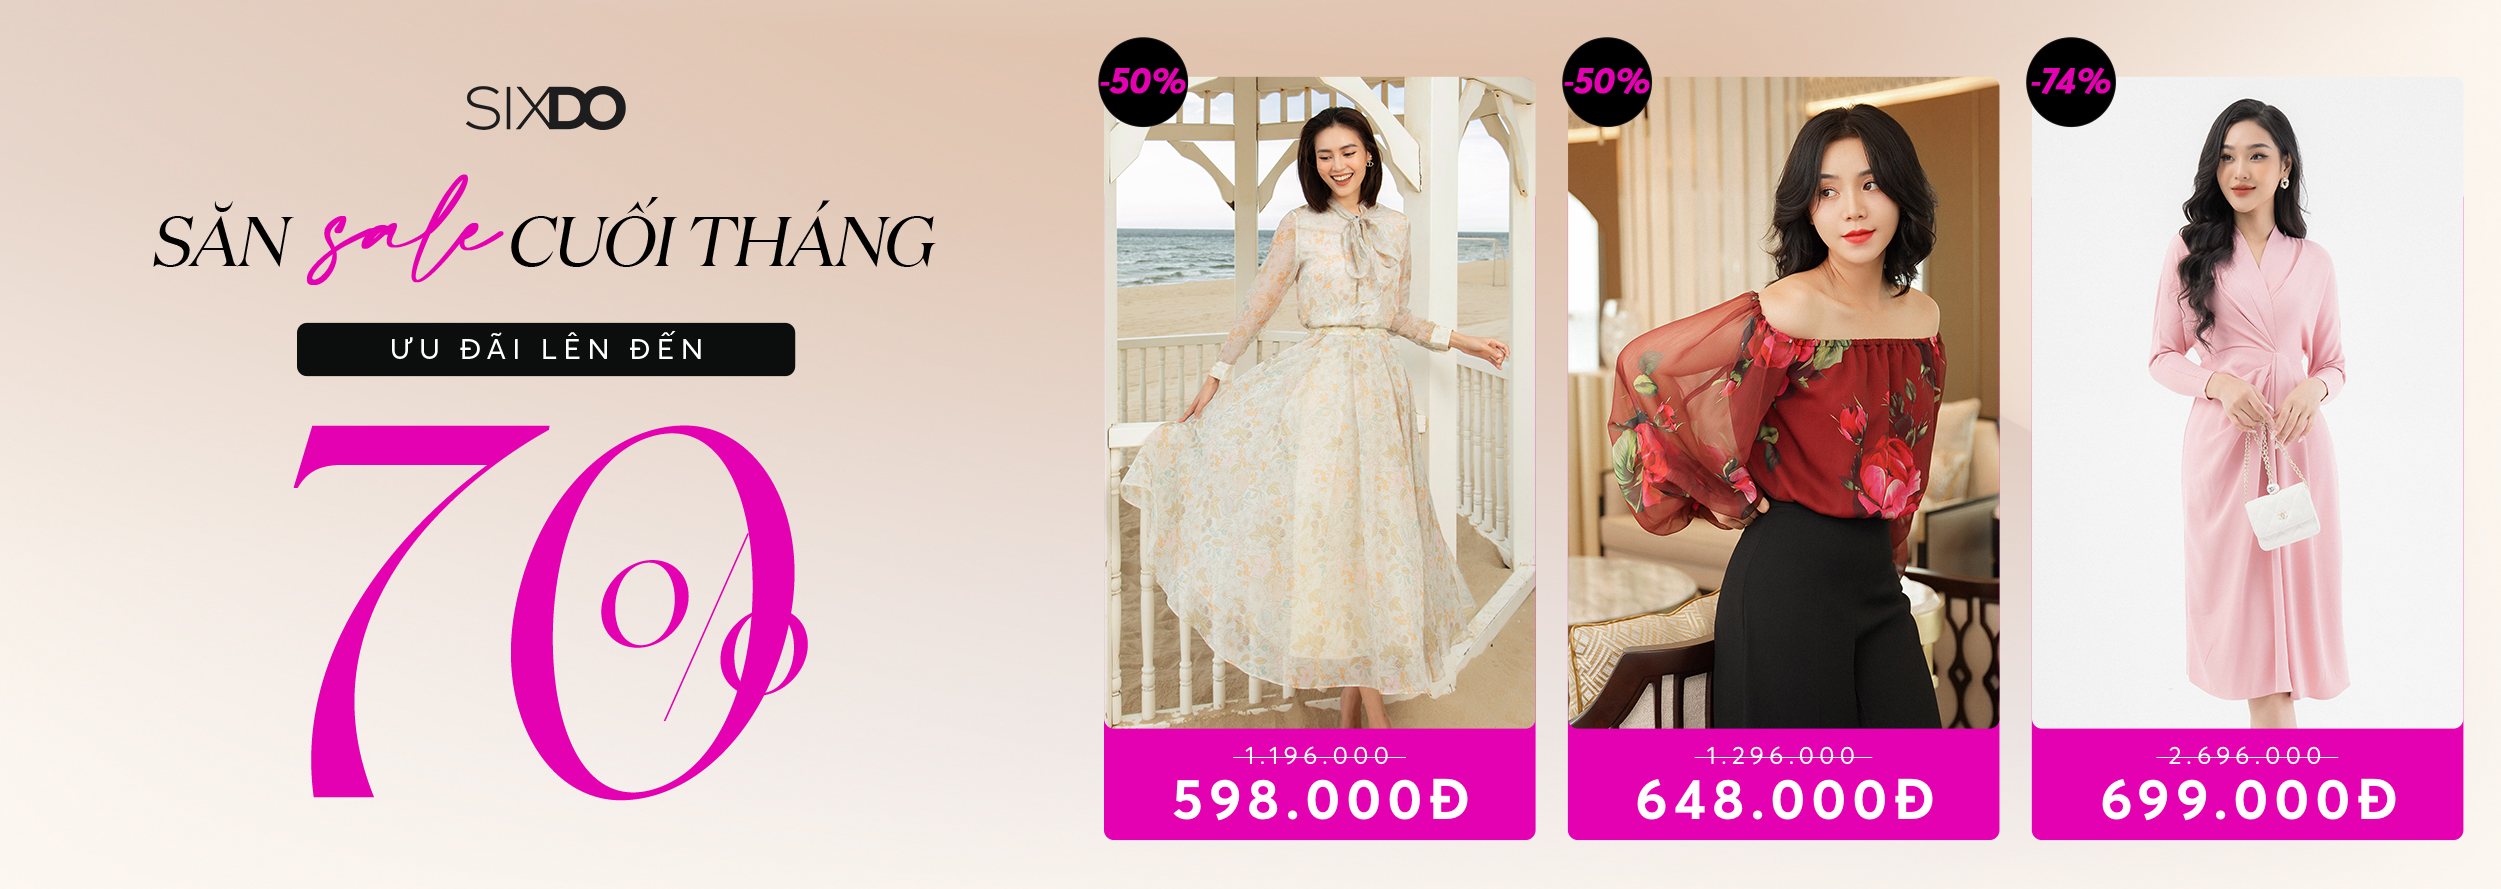 SIXDO
SĂN sale CUỐI THÁNG
ƯU ĐÃI LÊN ĐẾN
70%
-50%
1.196.000
598.000Đ
-50%
1.296.000
648.000Đ
-74%
2.696.000
699.000Đ